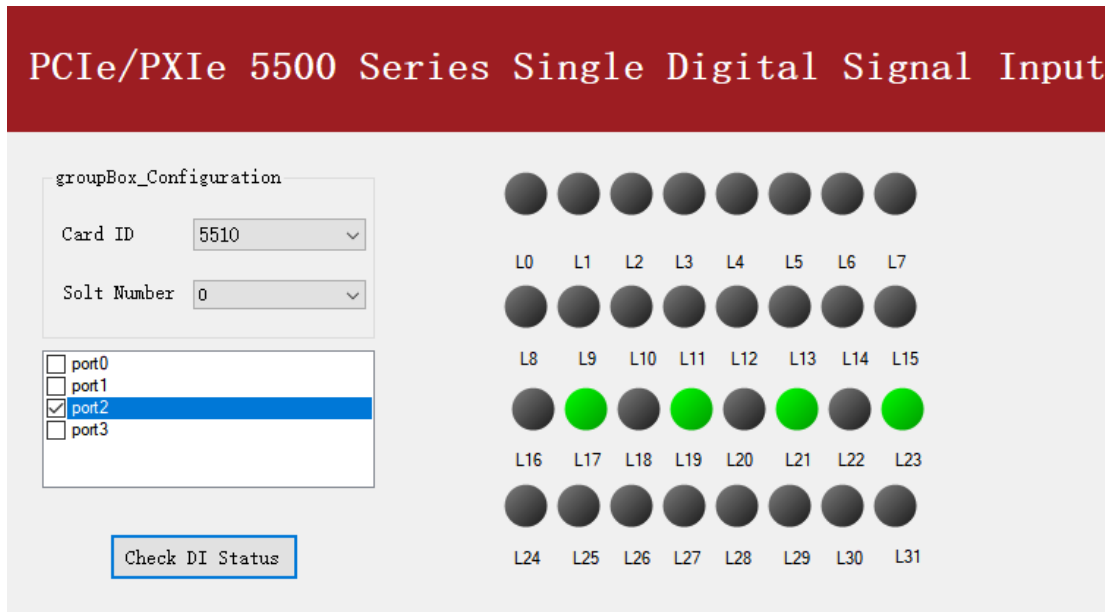 PCIe/PXIe 5500 Series Single Digital Signal Input
groupBox_Configuration
Card ID 5510
Solt Number 0
port0
port1
port2
port3
Check DI Status
L0 L1 L2 L3 L4 L5 L6 L7
L8 L9 L10 L11 L12 L13 L14 L15
L16 L17 L18 L19 L20 L21 L22 L23
L24 L25 L26 L27 L28 L29 L30 L31